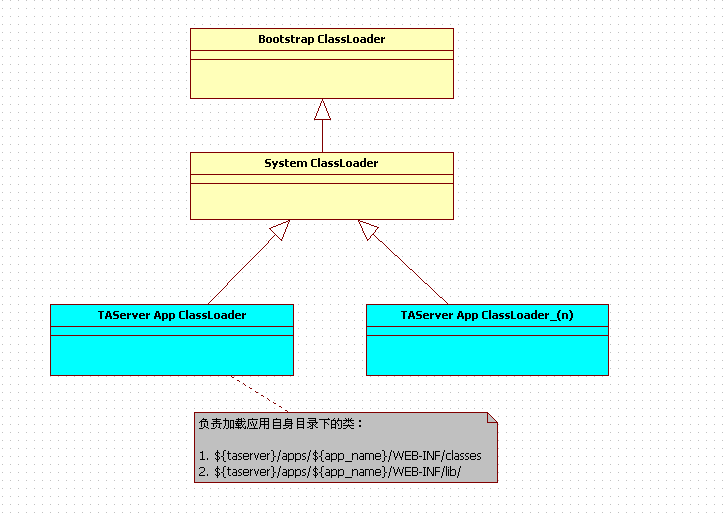 Bootstrap ClassLoader
System ClassLoader
TAServer App ClassLoader
TAServer App ClassLoader_(n)
负责加载应用自身目录下的类：
1. ${taserver}/apps/${app_name}/WEB-INF/classes
2. ${taserver}/apps/${app_name}/WEB-INF/lib/